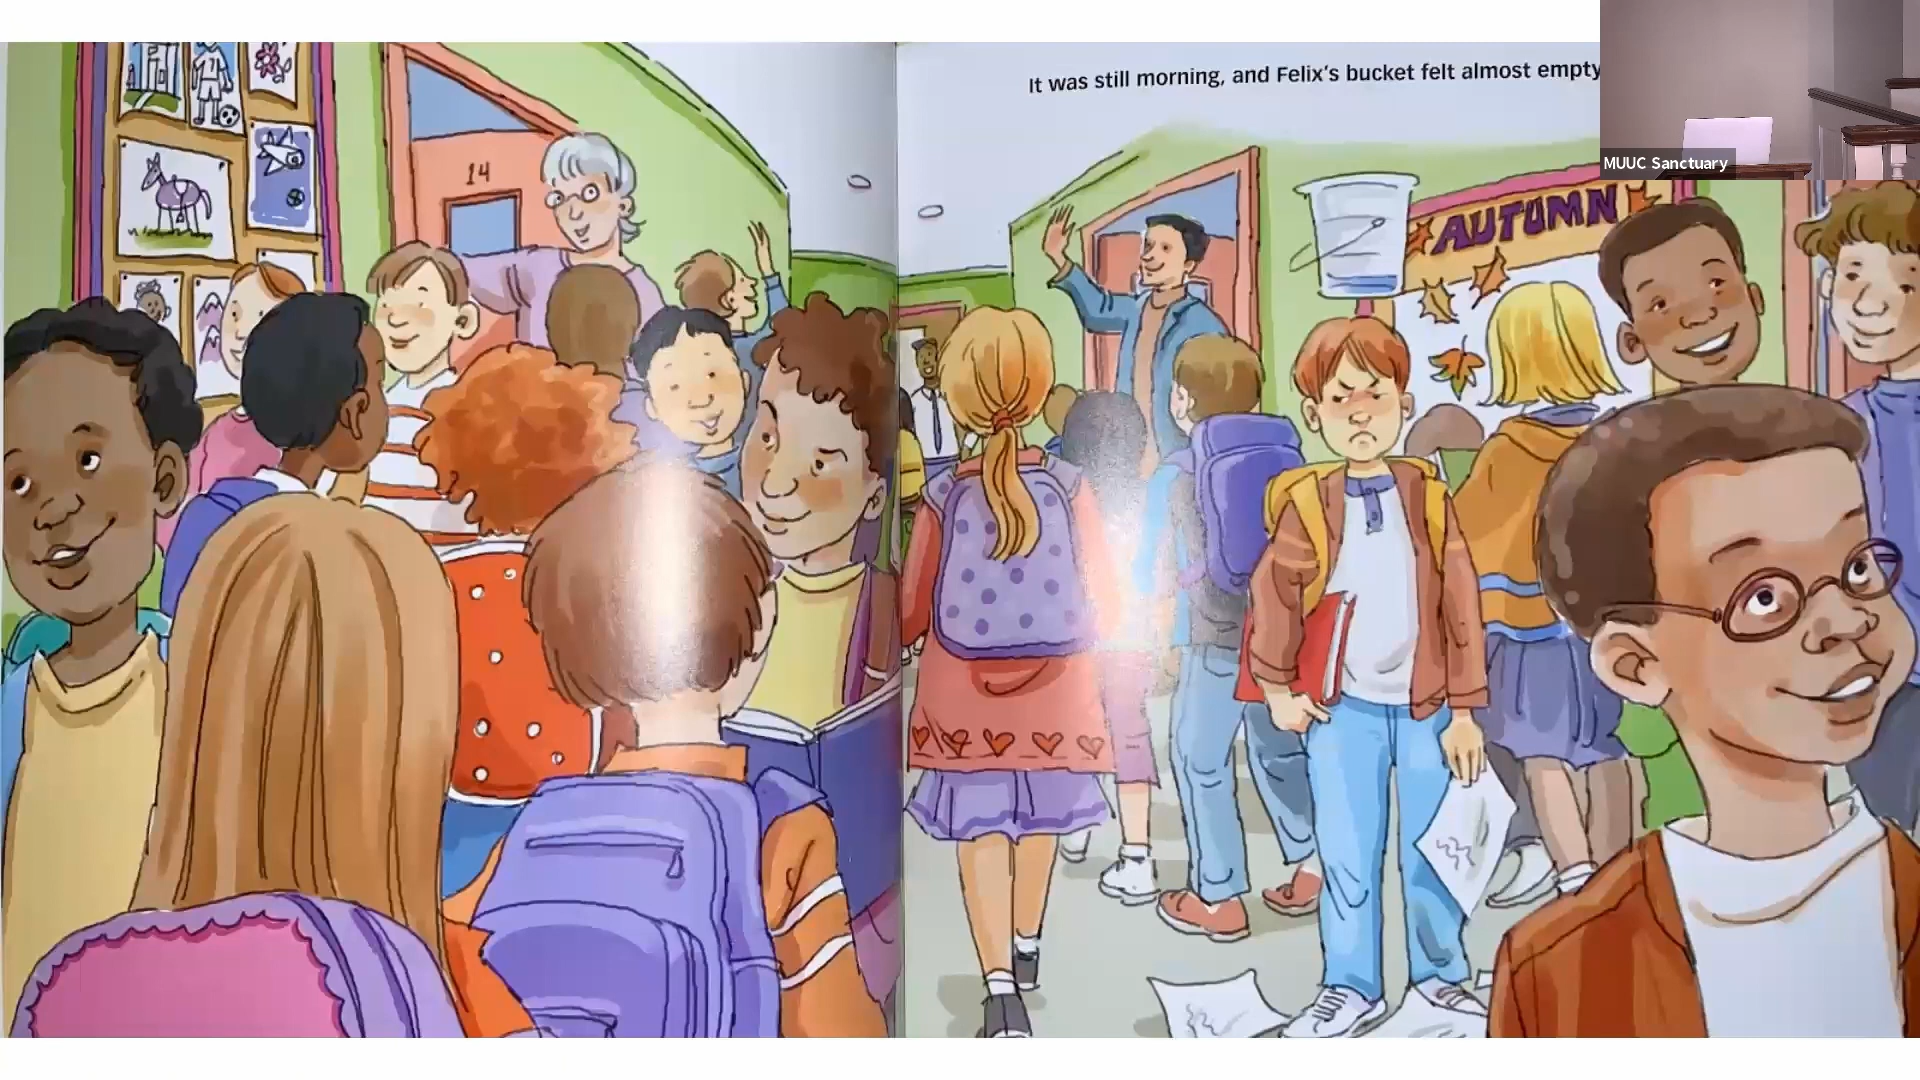 It was still morning, and Felix's bucket felt almost empty
MUUC Sanctuary
14
AUTUMN